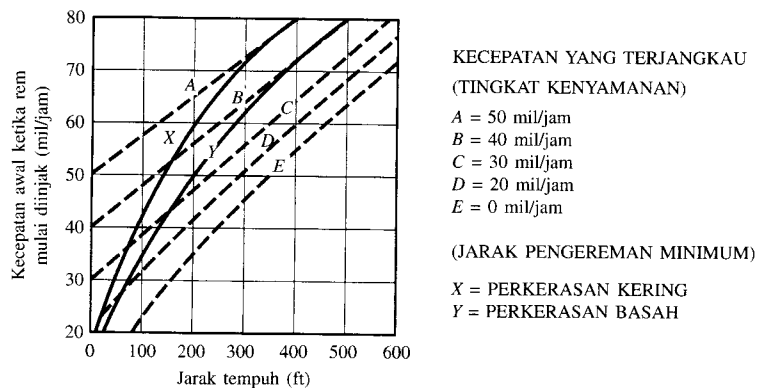 Kecepatan awal ketika rem
mulai diinjak (mil/jam)
80
70
60
50
40
30
20
A
B
C
D
E
X
Y
0 100 200 300 400 500 600
Jarak tempuh (ft)
KECEPATAN YANG TERJANGKAU
(TINGKAT KENYAMANAN)
A = 50 mil/jam
B = 40 mil/jam
C = 30 mil/jam
D = 20 mil/jam
E = 0 mil/jam
(JARAK PENGEREMAN MINIMUM)
X = PERKERASAN KERING
Y = PERKERASAN BASAH